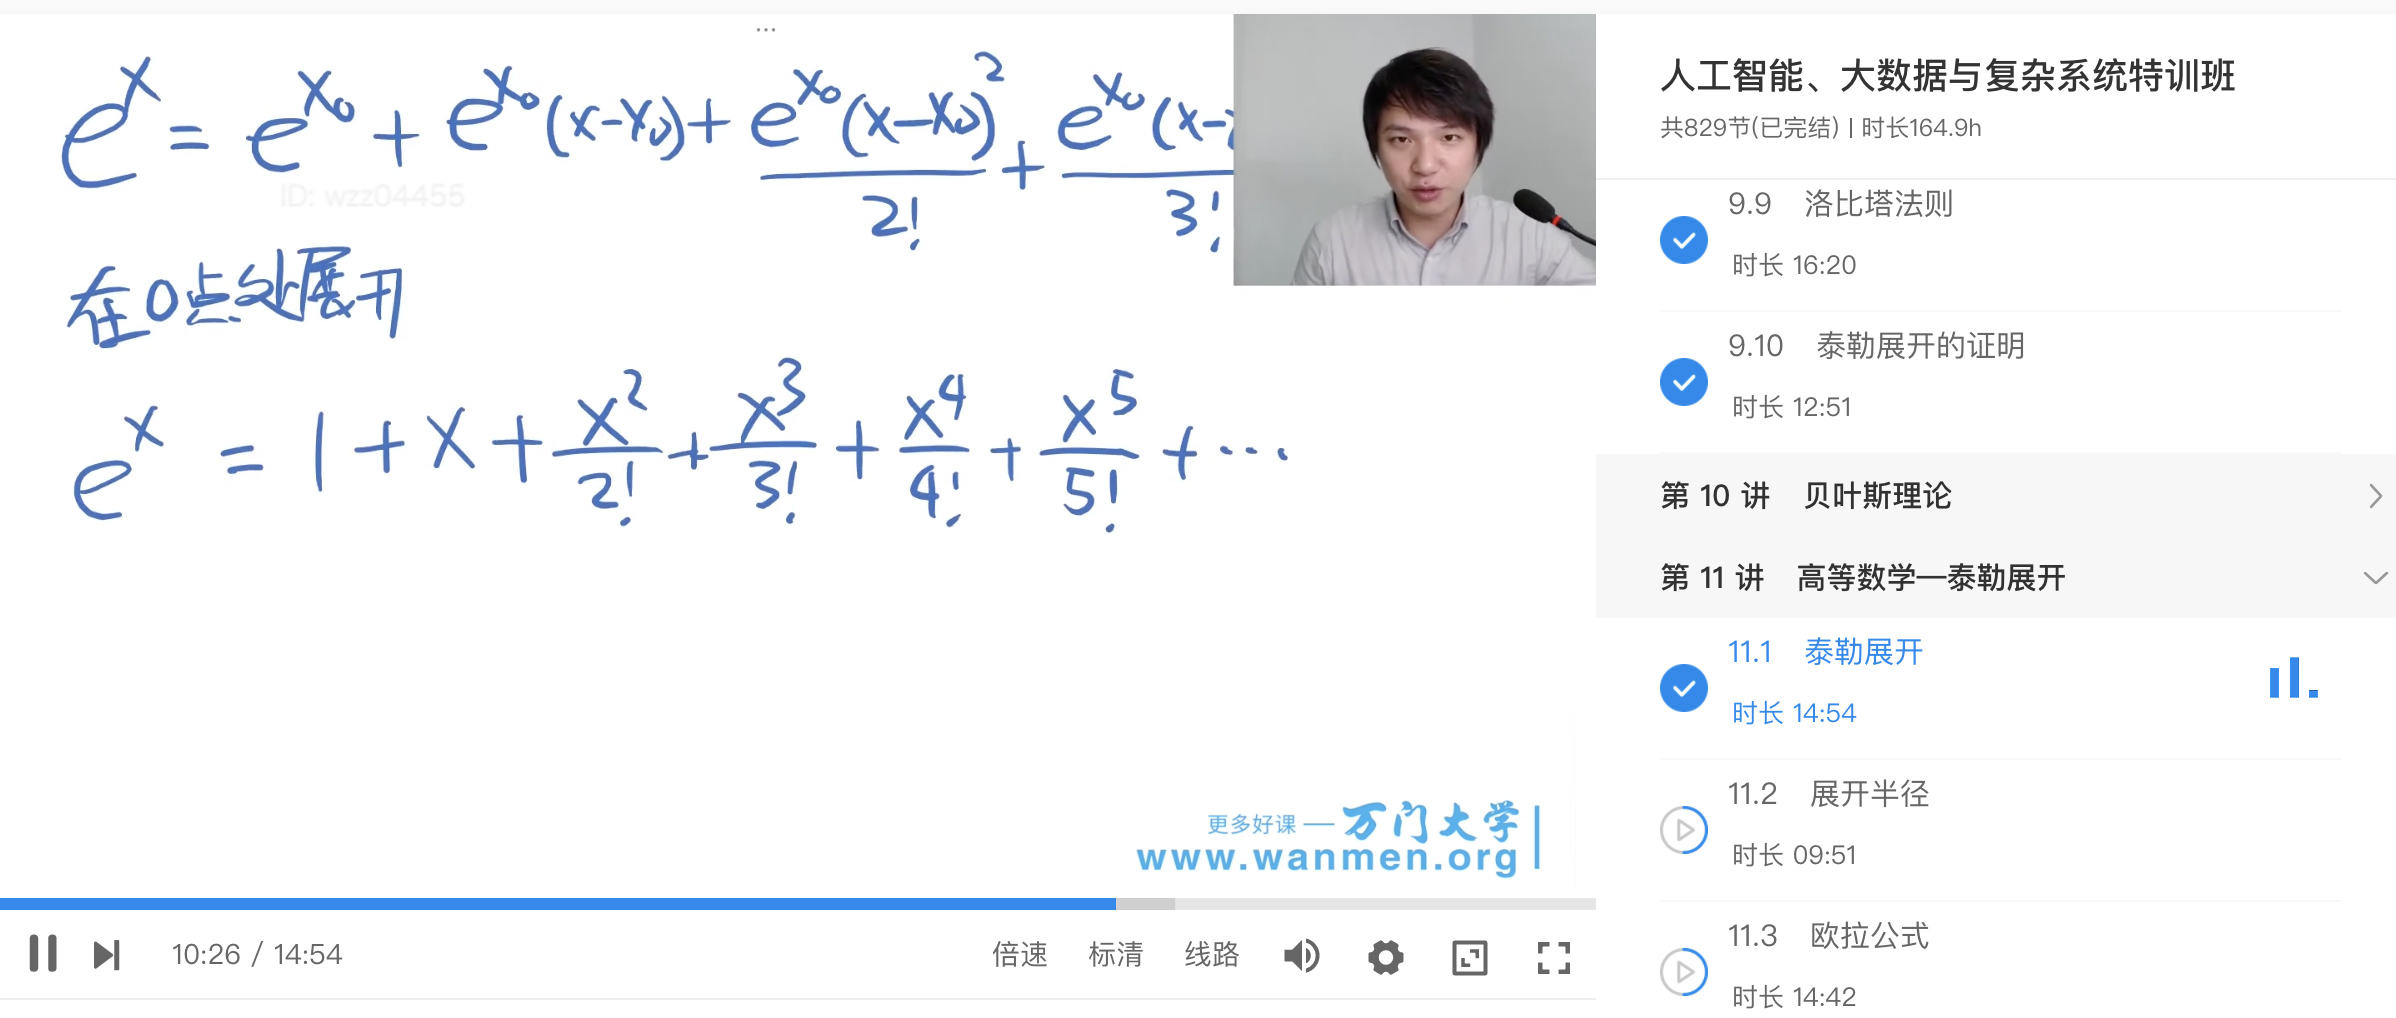 ...
e^x = e^{x_0} + e^{x_0}(x-x_0) + \frac{e^{x_0}(x-x_0)^2}{2!} + \frac{e^{x_0}(x-}{3!}
ID: wzz04455
在0点处展开
e^x = 1 + x + \frac{x^2}{2!} + \frac{x^3}{3!} + \frac{x^4}{4!} + \frac{x^5}{5!} + ...
更多好课 — 万门大学
www.wanmen.org
10:26 / 14:54
倍速 标清 线路
人工智能、大数据与复杂系统特训班
共829节(已完结) | 时长164.9h
9.9 洛比塔法则
时长 16:20
9.10 泰勒展开的证明
时长 12:51
第 10 讲 贝叶斯理论
第 11 讲 高等数学—泰勒展开
11.1 泰勒展开
时长 14:54
11.2 展开半径
时长 09:51
11.3 欧拉公式
时长 14:42